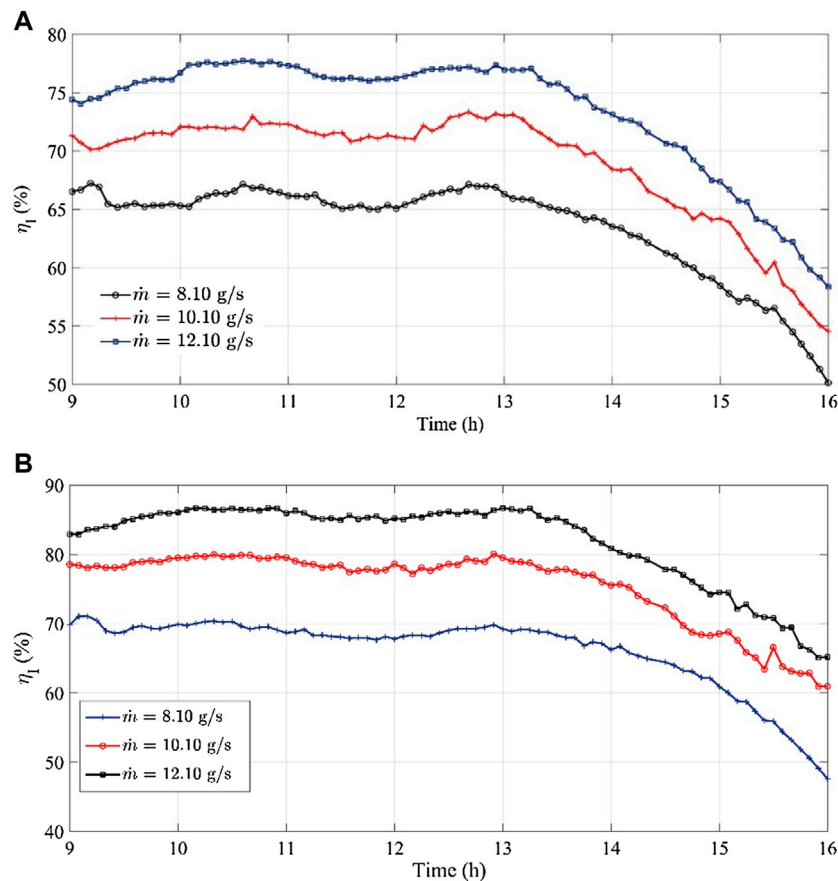 A
80
75
70
65
60
55
50
η_I (%)
ṁ = 8.10 g/s
ṁ = 10.10 g/s
ṁ = 12.10 g/s
9 10 11 12 13 14 15 16
Time (h)
B
90
80
70
60
50
40
η_I (%)
ṁ = 8.10 g/s
ṁ = 10.10 g/s
ṁ = 12.10 g/s
9 10 11 12 13 14 15 16
Time (h)